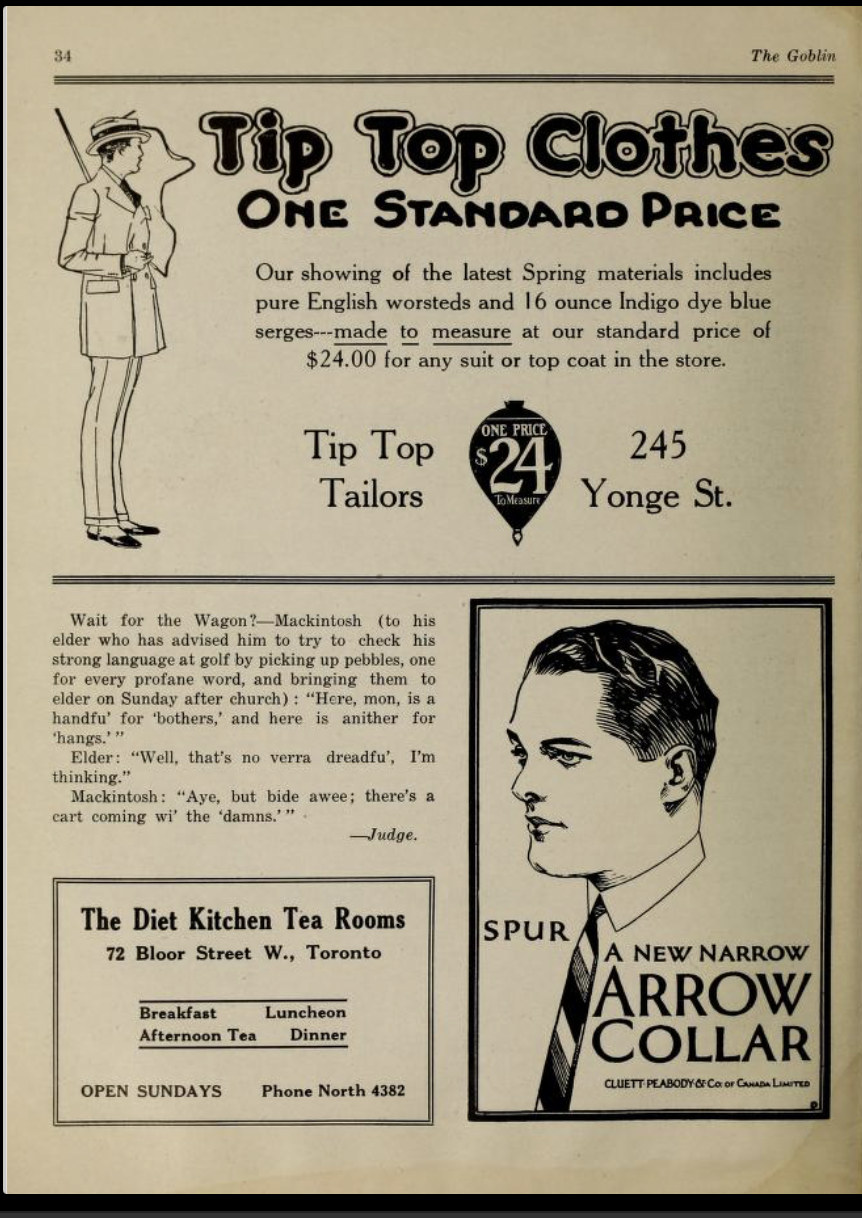 34
The Goblin
Tip Top Clothes
ONE STANDARD PRICE
Our showing of the latest Spring materials includes
pure English worsteds and 16 ounce Indigo dye blue
serges---made to measure at our standard price of
$24.00 for any suit or top coat in the store.
Tip Top
Tailors
ONE PRICE
$24
To Measure
245
Yonge St.
Wait for the Wagon?—Mackintosh (to his
elder who has advised him to try to check his
strong language at golf by picking up pebbles, one
for every profane word, and bringing them to
elder on Sunday after church) : “Here, mon, is a
handfu’ for ‘bothers,’ and here is anither for
‘hangs.’ ”
Elder: “Well, that’s no verra dreadfu’, I’m
thinking.”
Mackintosh: “Aye, but bide awee; there’s a
cart coming wi’ the ‘damns.’ ”
—Judge.
The Diet Kitchen Tea Rooms
72 Bloor Street W., Toronto
Breakfast Luncheon
Afternoon Tea Dinner
OPEN SUNDAYS Phone North 4382
SPUR
A NEW NARROW
ARROW
COLLAR
CLUETT·PEABODY·&·Co: OF CANADA LIMITED